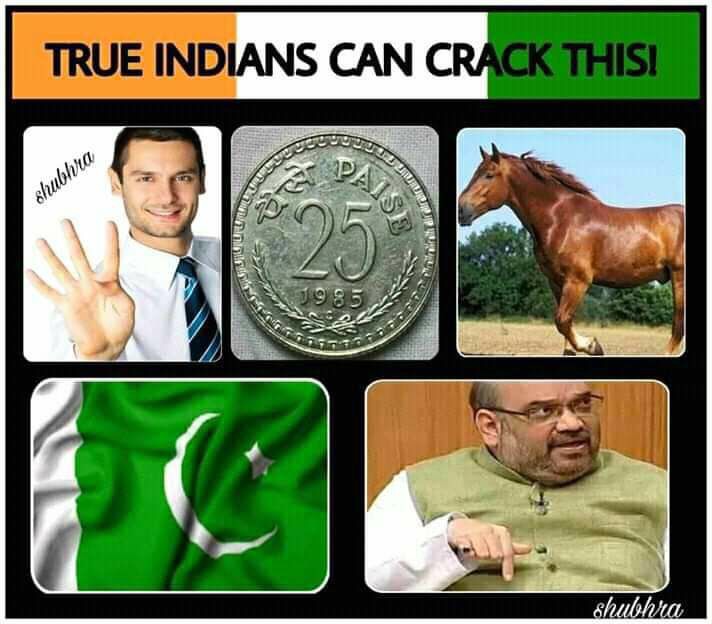 TRUE INDIANS CAN CRACK THIS!
shubhra
पैसे PAISE
25
1985
shubhra